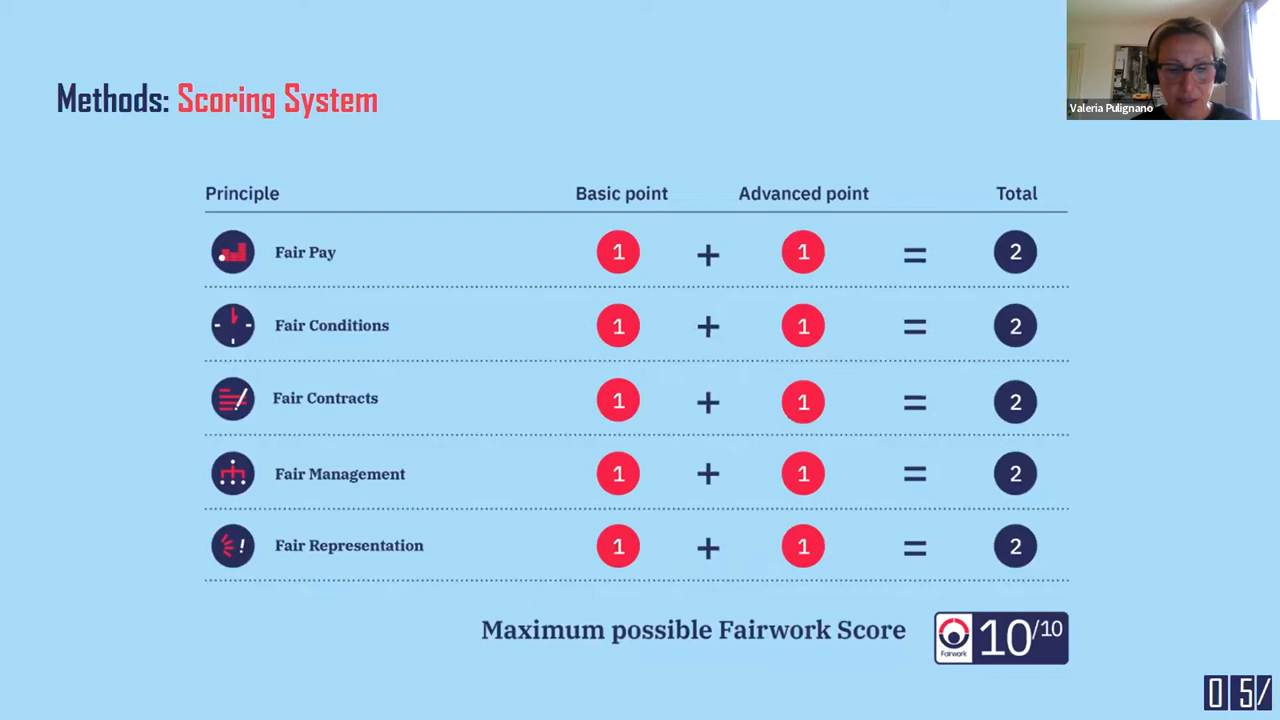 Methods: Scoring System
Valeria Pulignano
Principle Basic point Advanced point Total
Fair Pay 1 + 1 = 2
Fair Conditions 1 + 1 = 2
Fair Contracts 1 + 1 = 2
Fair Management 1 + 1 = 2
Fair Representation 1 + 1 = 2
Maximum possible Fairwork Score Fairwork 10/10
05/